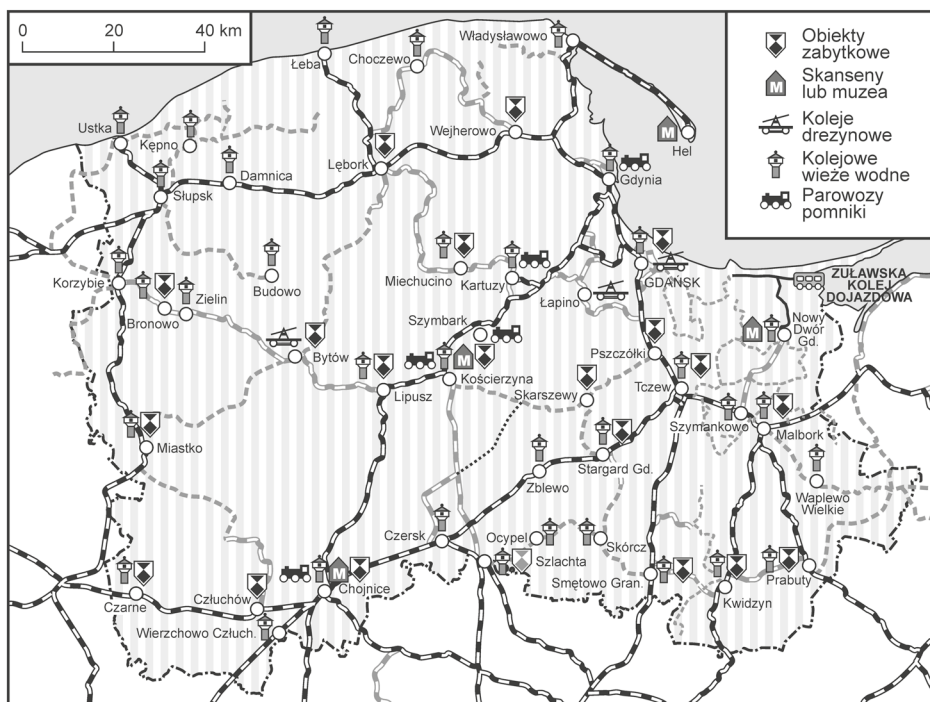 0 20 40 km
Obiekty
zabytkowe
Skanseny
lub muzea
Koleje
drezynowe
Kolejowe
wieże wodne
Parowozy
pomniki
Władysławowo
Łeba
Choczewo
Ustka
Kępno
Wejherowo
Hel
Lębork
Damnica
Gdynia
Słupsk
Korzybie
Budowo
Miechucino
Kartuzy
GDAŃSK
ŻUŁAWSKA
KOLEJ
DOJAZDOWA
Zielin
Bronowo
Łapino
Szymbark
Nowy
Dwór
Gd.
Bytów
Pszczółki
Kościerzyna
Lipusz
Skarszewy
Tczew
Szymankowo
Malbork
Miastko
Stargard Gd.
Zblewo
Waplewo
Wielkie
Czersk
Ocypel
Skórcz
Szlachta
Smętowo Gran.
Prabuty
Kwidzyn
Chojnice
Czarne
Człuchów
Wierzchowo Człuch.
M
M
M
M